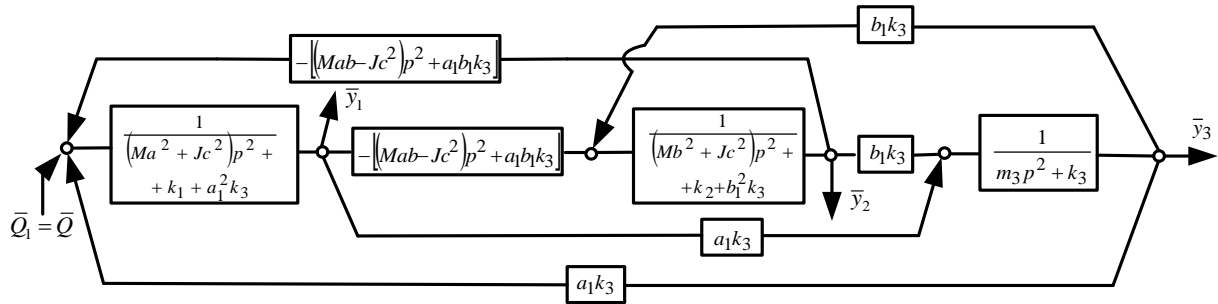 b₁k₃
−[(Mab−Jc²)p²+a₁b₁k₃]
ȳ₁
ȳ₃
1
(Ma² + Jc²)p² +
+ k₁ + a₁²k₃
−[(Mab−Jc²)p²+a₁b₁k₃]
1
(Mb² + Jc²)p² +
+k₂+b₁²k₃
b₁k₃
1
m₃p²+k₃
ȳ₂
Q̄₁ = Q̄
a₁k₃
a₁k₃